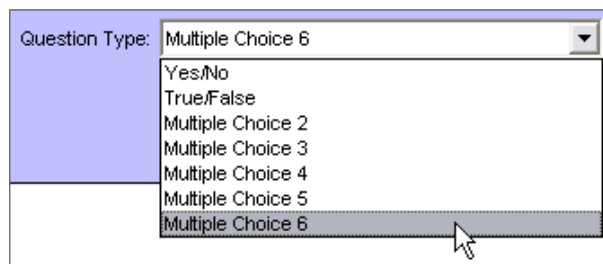 Question Type: Multiple Choice 6
Yes/No
True/False
Multiple Choice 2
Multiple Choice 3
Multiple Choice 4
Multiple Choice 5
Multiple Choice 6